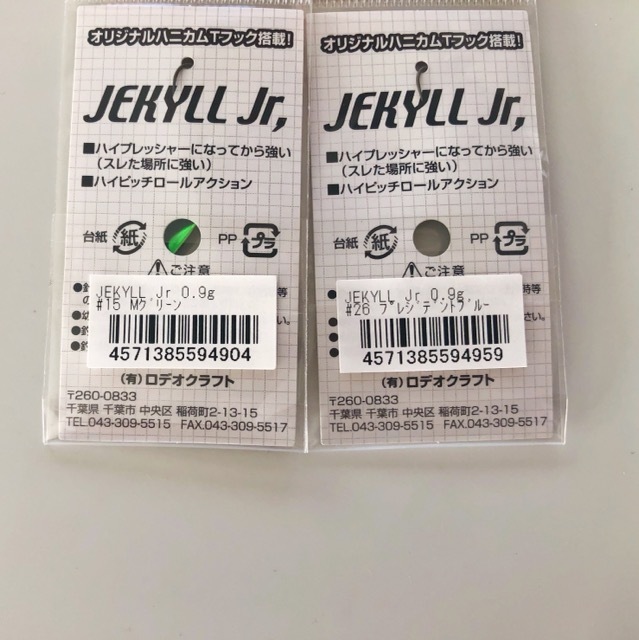 オリジナルハニカムTフック搭載!
JEKYLL Jr,
■ハイプレッシャーになってから強い
(スレた場所に強い)
■ハイピッチロールアクション
台紙 紙 PP プラ
ご注意
JEKYLL Jr 0.9g
#15 Mグリーン
4571385594904
(有)ロデオクラフト
〒260-0833
千葉県 千葉市 中央区 稲荷町2-13-15
TEL.043-309-5515 FAX.043-309-5517
オリジナルハニカムTフック搭載!
JEKYLL Jr,
■ハイプレッシャーになってから強い
(スレた場所に強い)
■ハイピッチロールアクション
台紙 紙 PP プラ
ご注意
JEKYLL Jr 0.9g
#26 プレジデントブルー
4571385594959
(有)ロデオクラフト
〒260-0833
千葉県 千葉市 中央区 稲荷町2-13-15
TEL.043-309-5515 FAX.043-309-5517